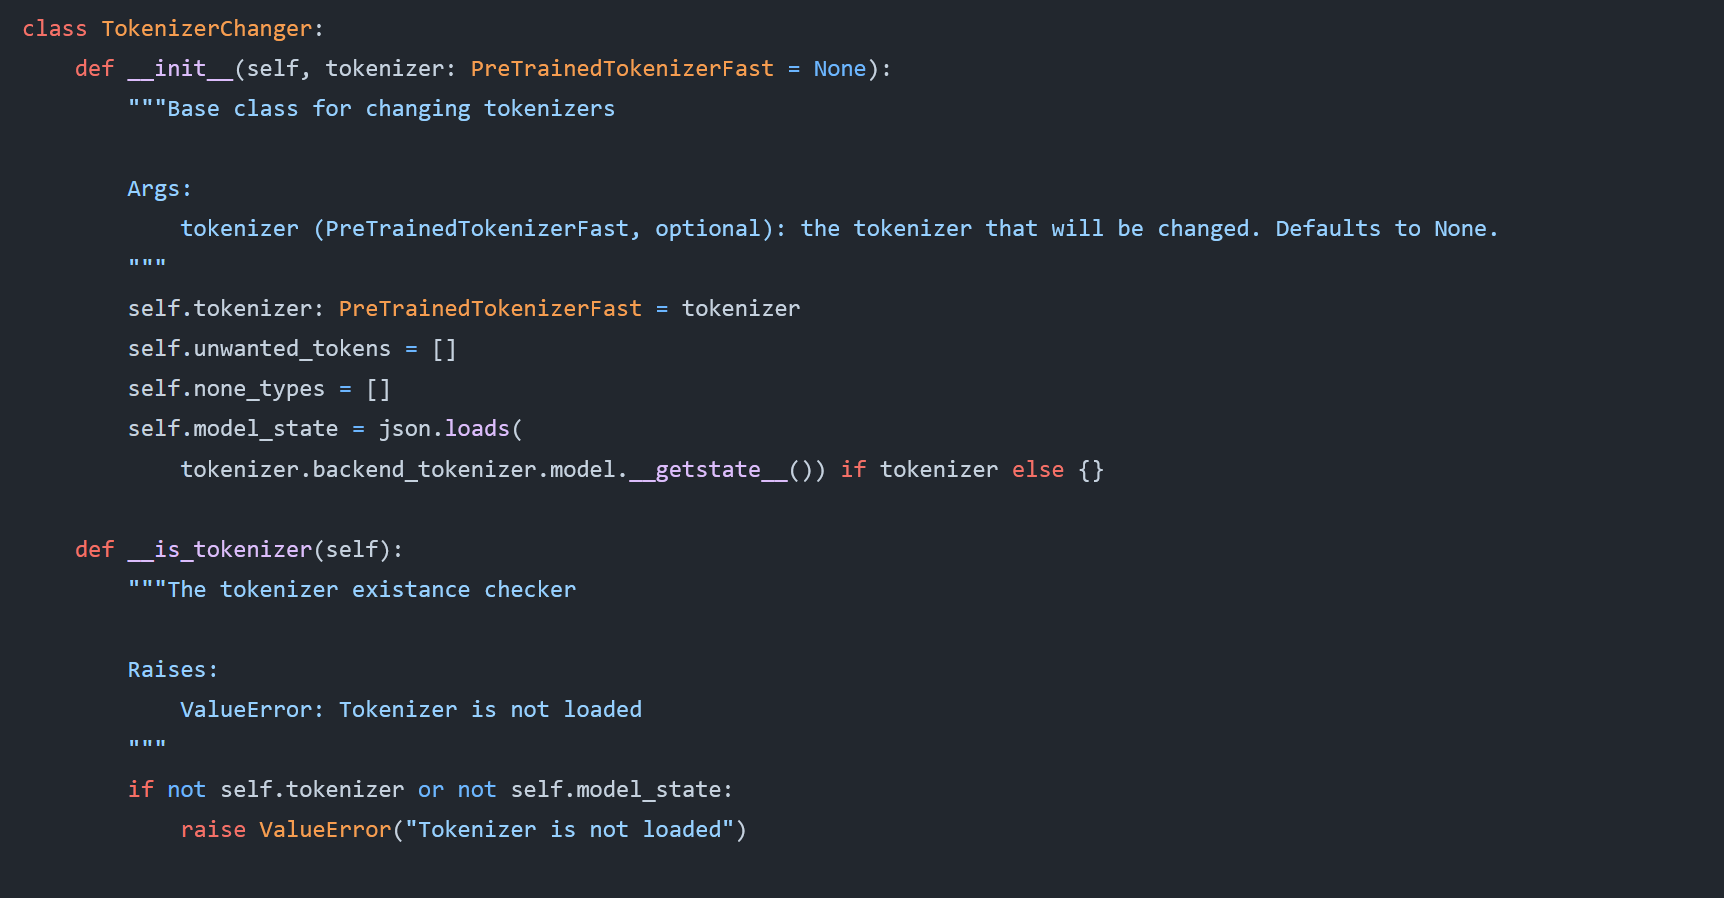 class TokenizerChanger:
    def __init__(self, tokenizer: PreTrainedTokenizerFast = None):
        """Base class for changing tokenizers

        Args:
            tokenizer (PreTrainedTokenizerFast, optional): the tokenizer that will be changed. Defaults to None.
        """
        self.tokenizer: PreTrainedTokenizerFast = tokenizer
        self.unwanted_tokens = []
        self.none_types = []
        self.model_state = json.loads(
            tokenizer.backend_tokenizer.model.__getstate__()) if tokenizer else {}

    def __is_tokenizer(self):
        """The tokenizer existance checker

        Raises:
            ValueError: Tokenizer is not loaded
        """
        if not self.tokenizer or not self.model_state:
            raise ValueError("Tokenizer is not loaded")